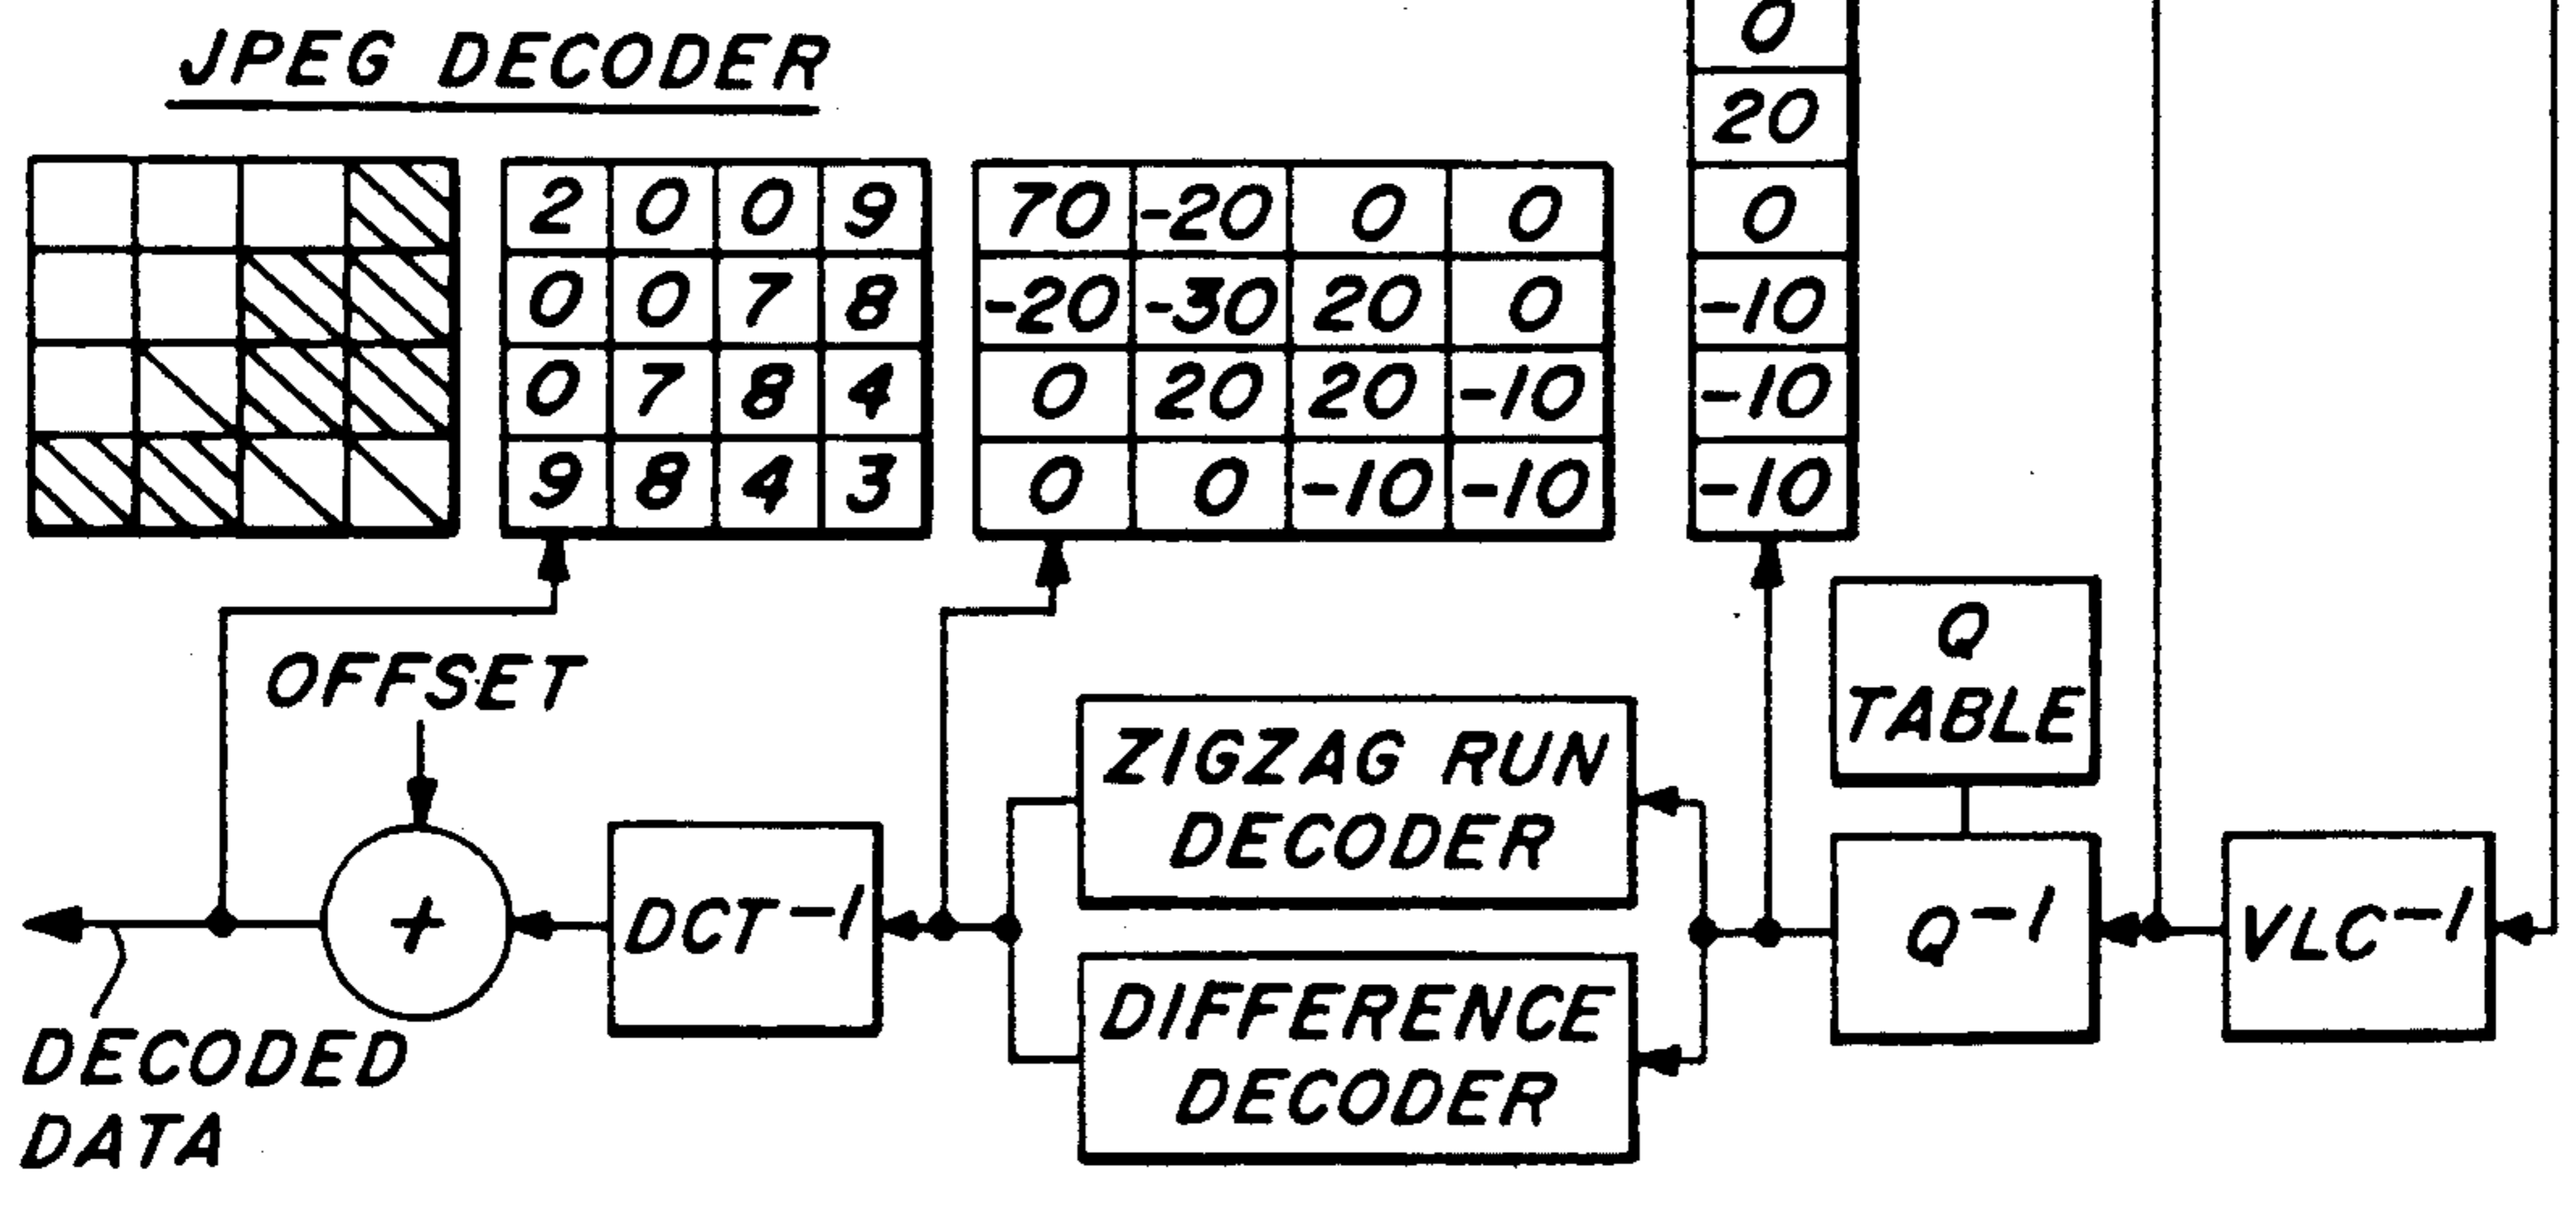 JPEG DECODER
2 0 0 9
0 0 7 8
0 7 8 4
9 8 4 3
70 -20 0 0
-20 -30 20 0
0 20 20 -10
0 0 -10 -10
0
20
0
-10
-10
-10
OFFSET
+
DECODED
DATA
DCT⁻¹
ZIGZAG RUN
DECODER
DIFFERENCE
DECODER
Q
TABLE
Q⁻¹
VLC⁻¹